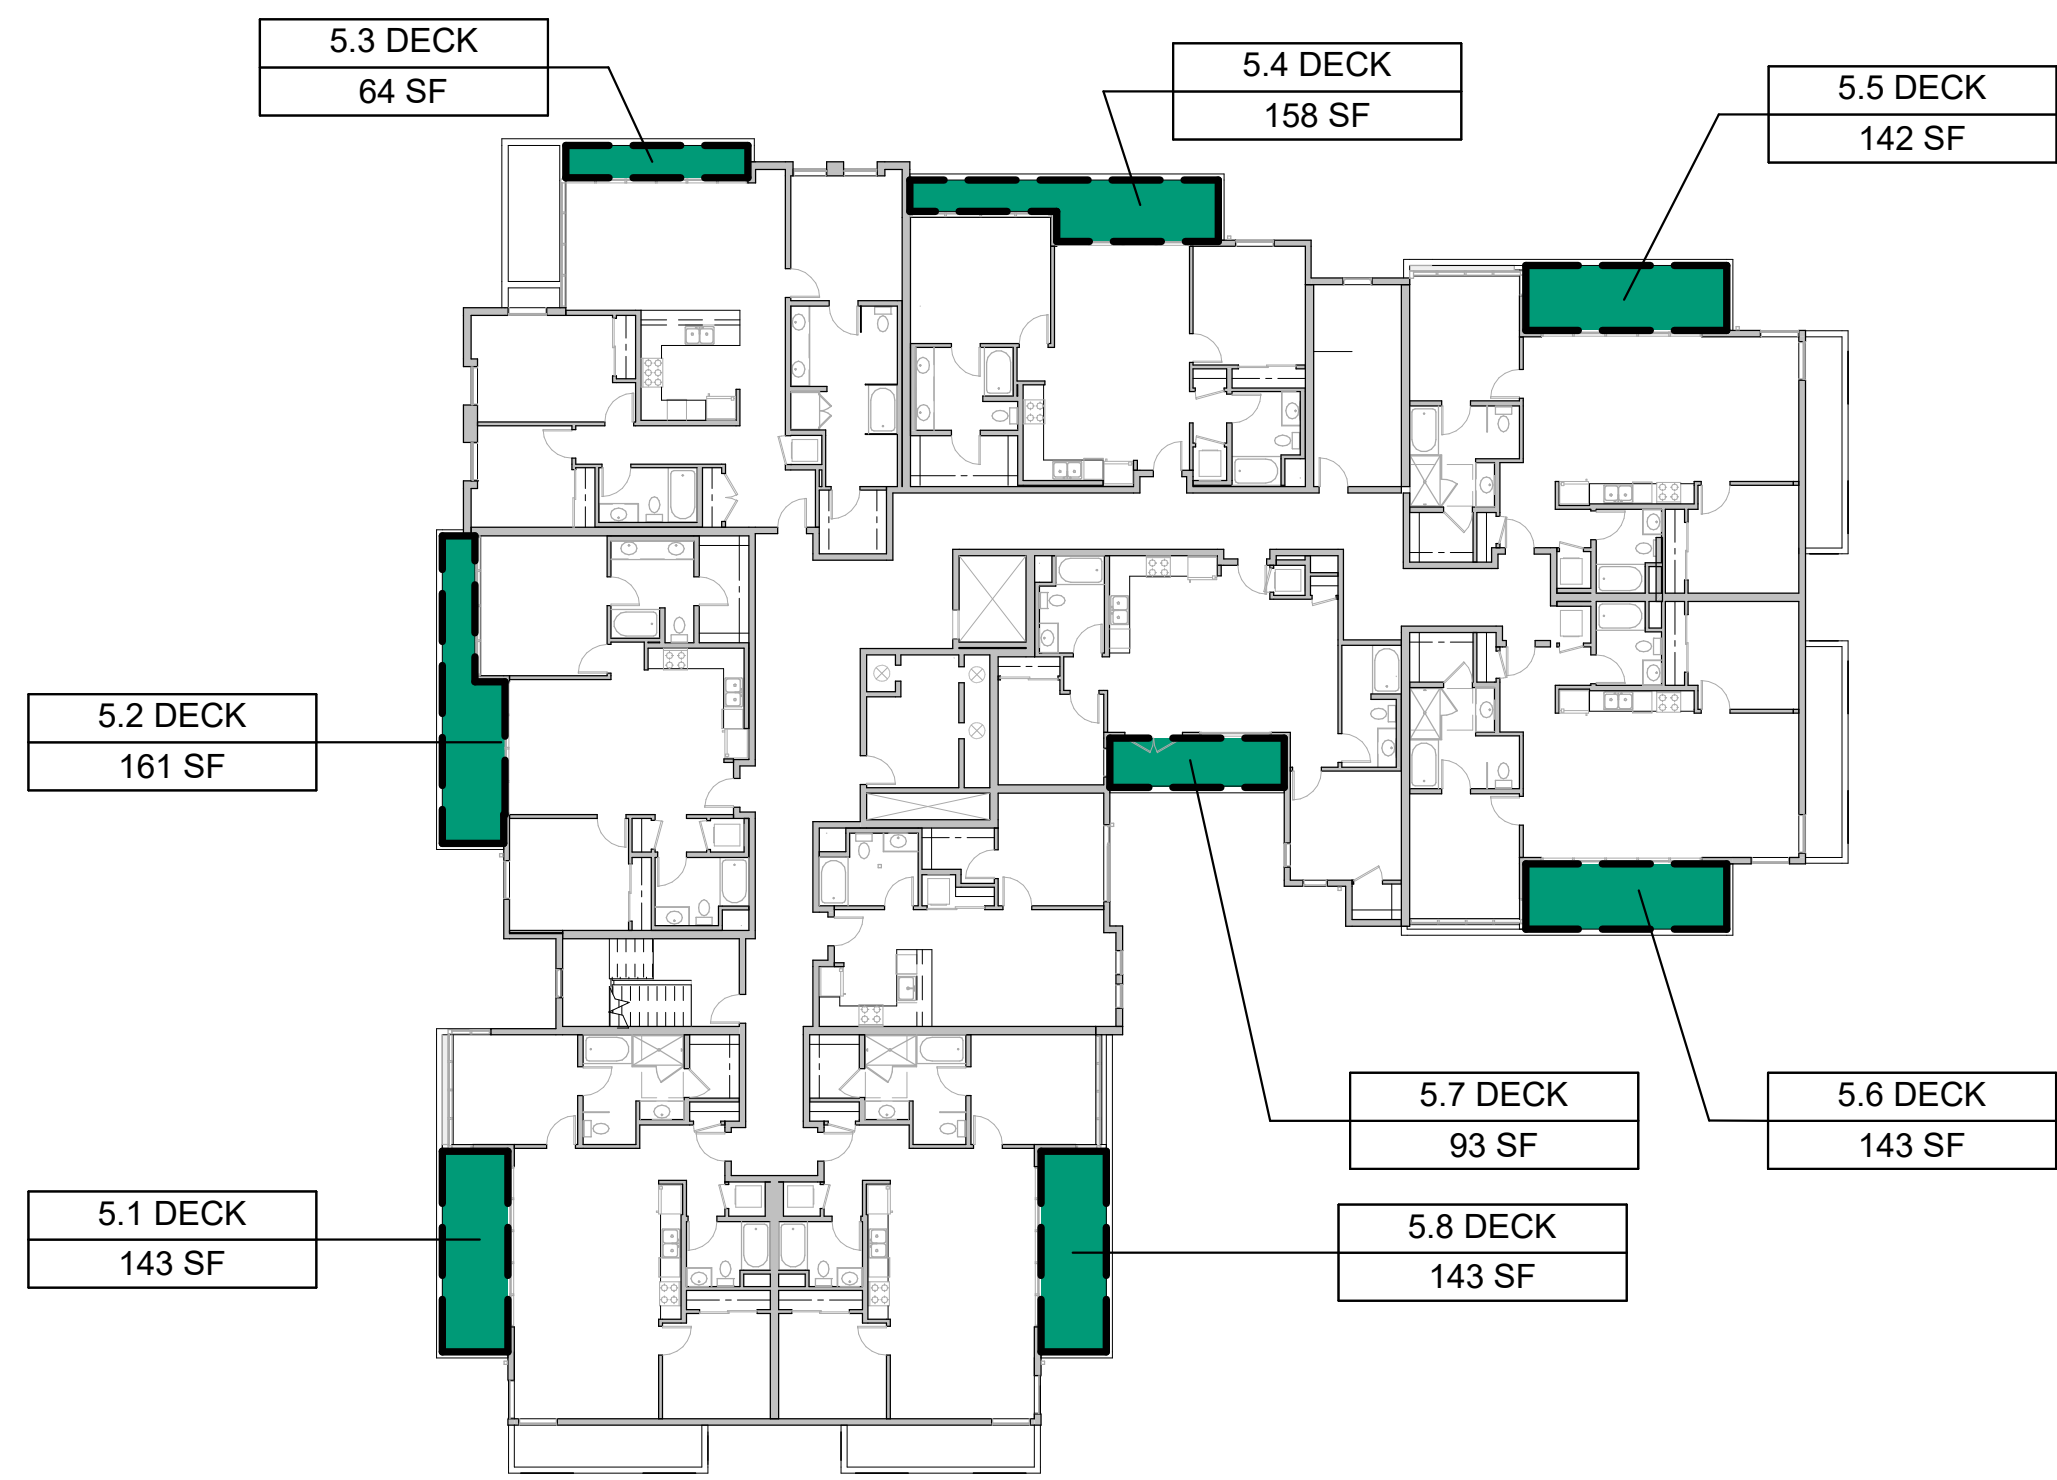 5.3 DECK
64 SF
5.4 DECK
158 SF
5.5 DECK
142 SF
5.2 DECK
161 SF
5.7 DECK
93 SF
5.6 DECK
143 SF
5.1 DECK
143 SF
5.8 DECK
143 SF